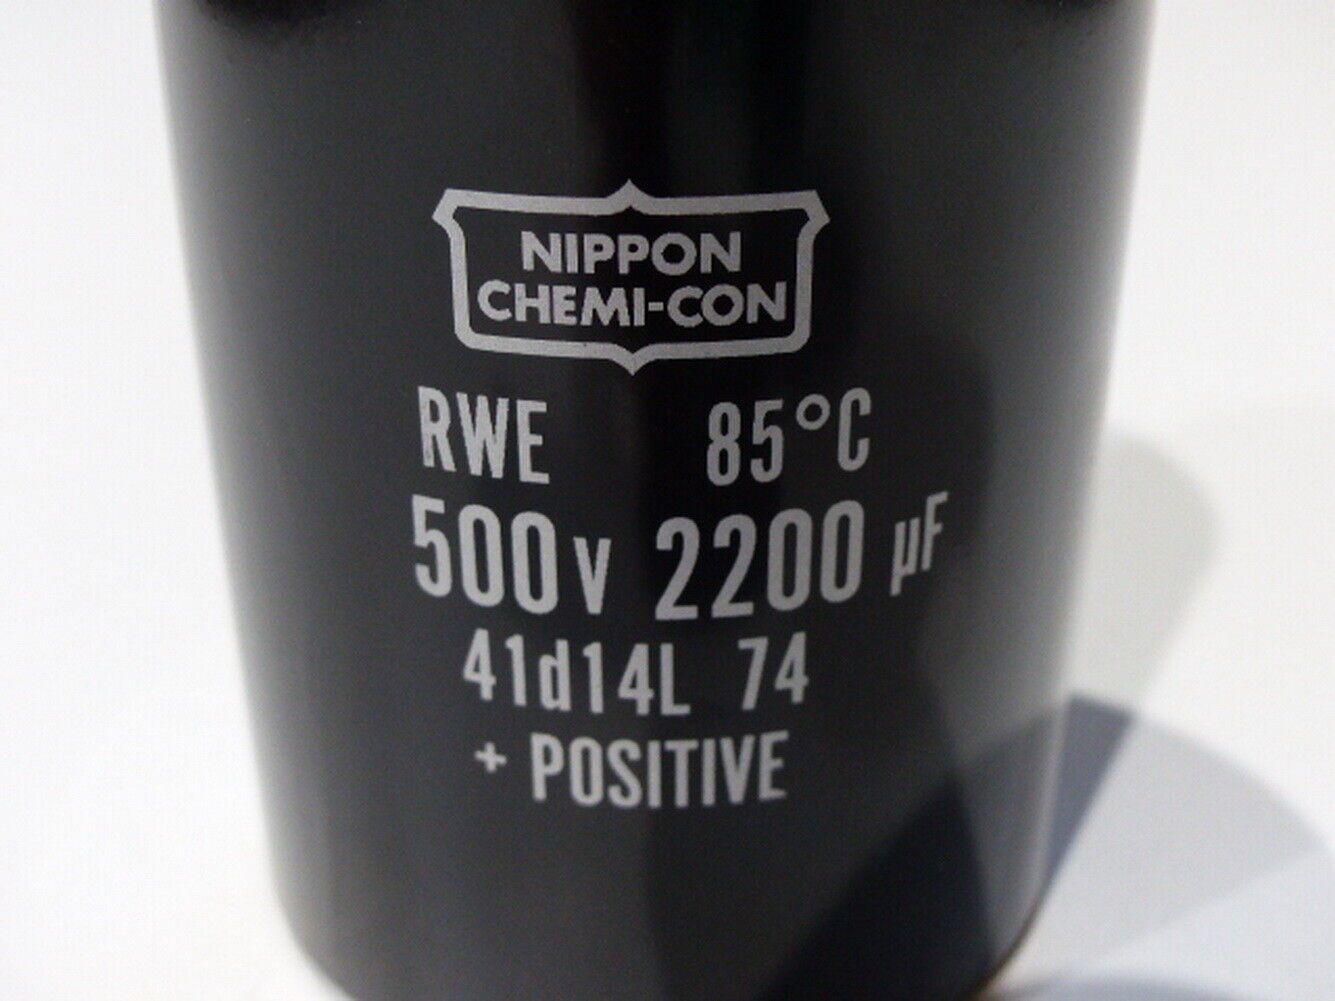 NIPPON
CHEMI-CON
RWE 85°C
500V 2200 µF
41d14L 74
+ POSITIVE